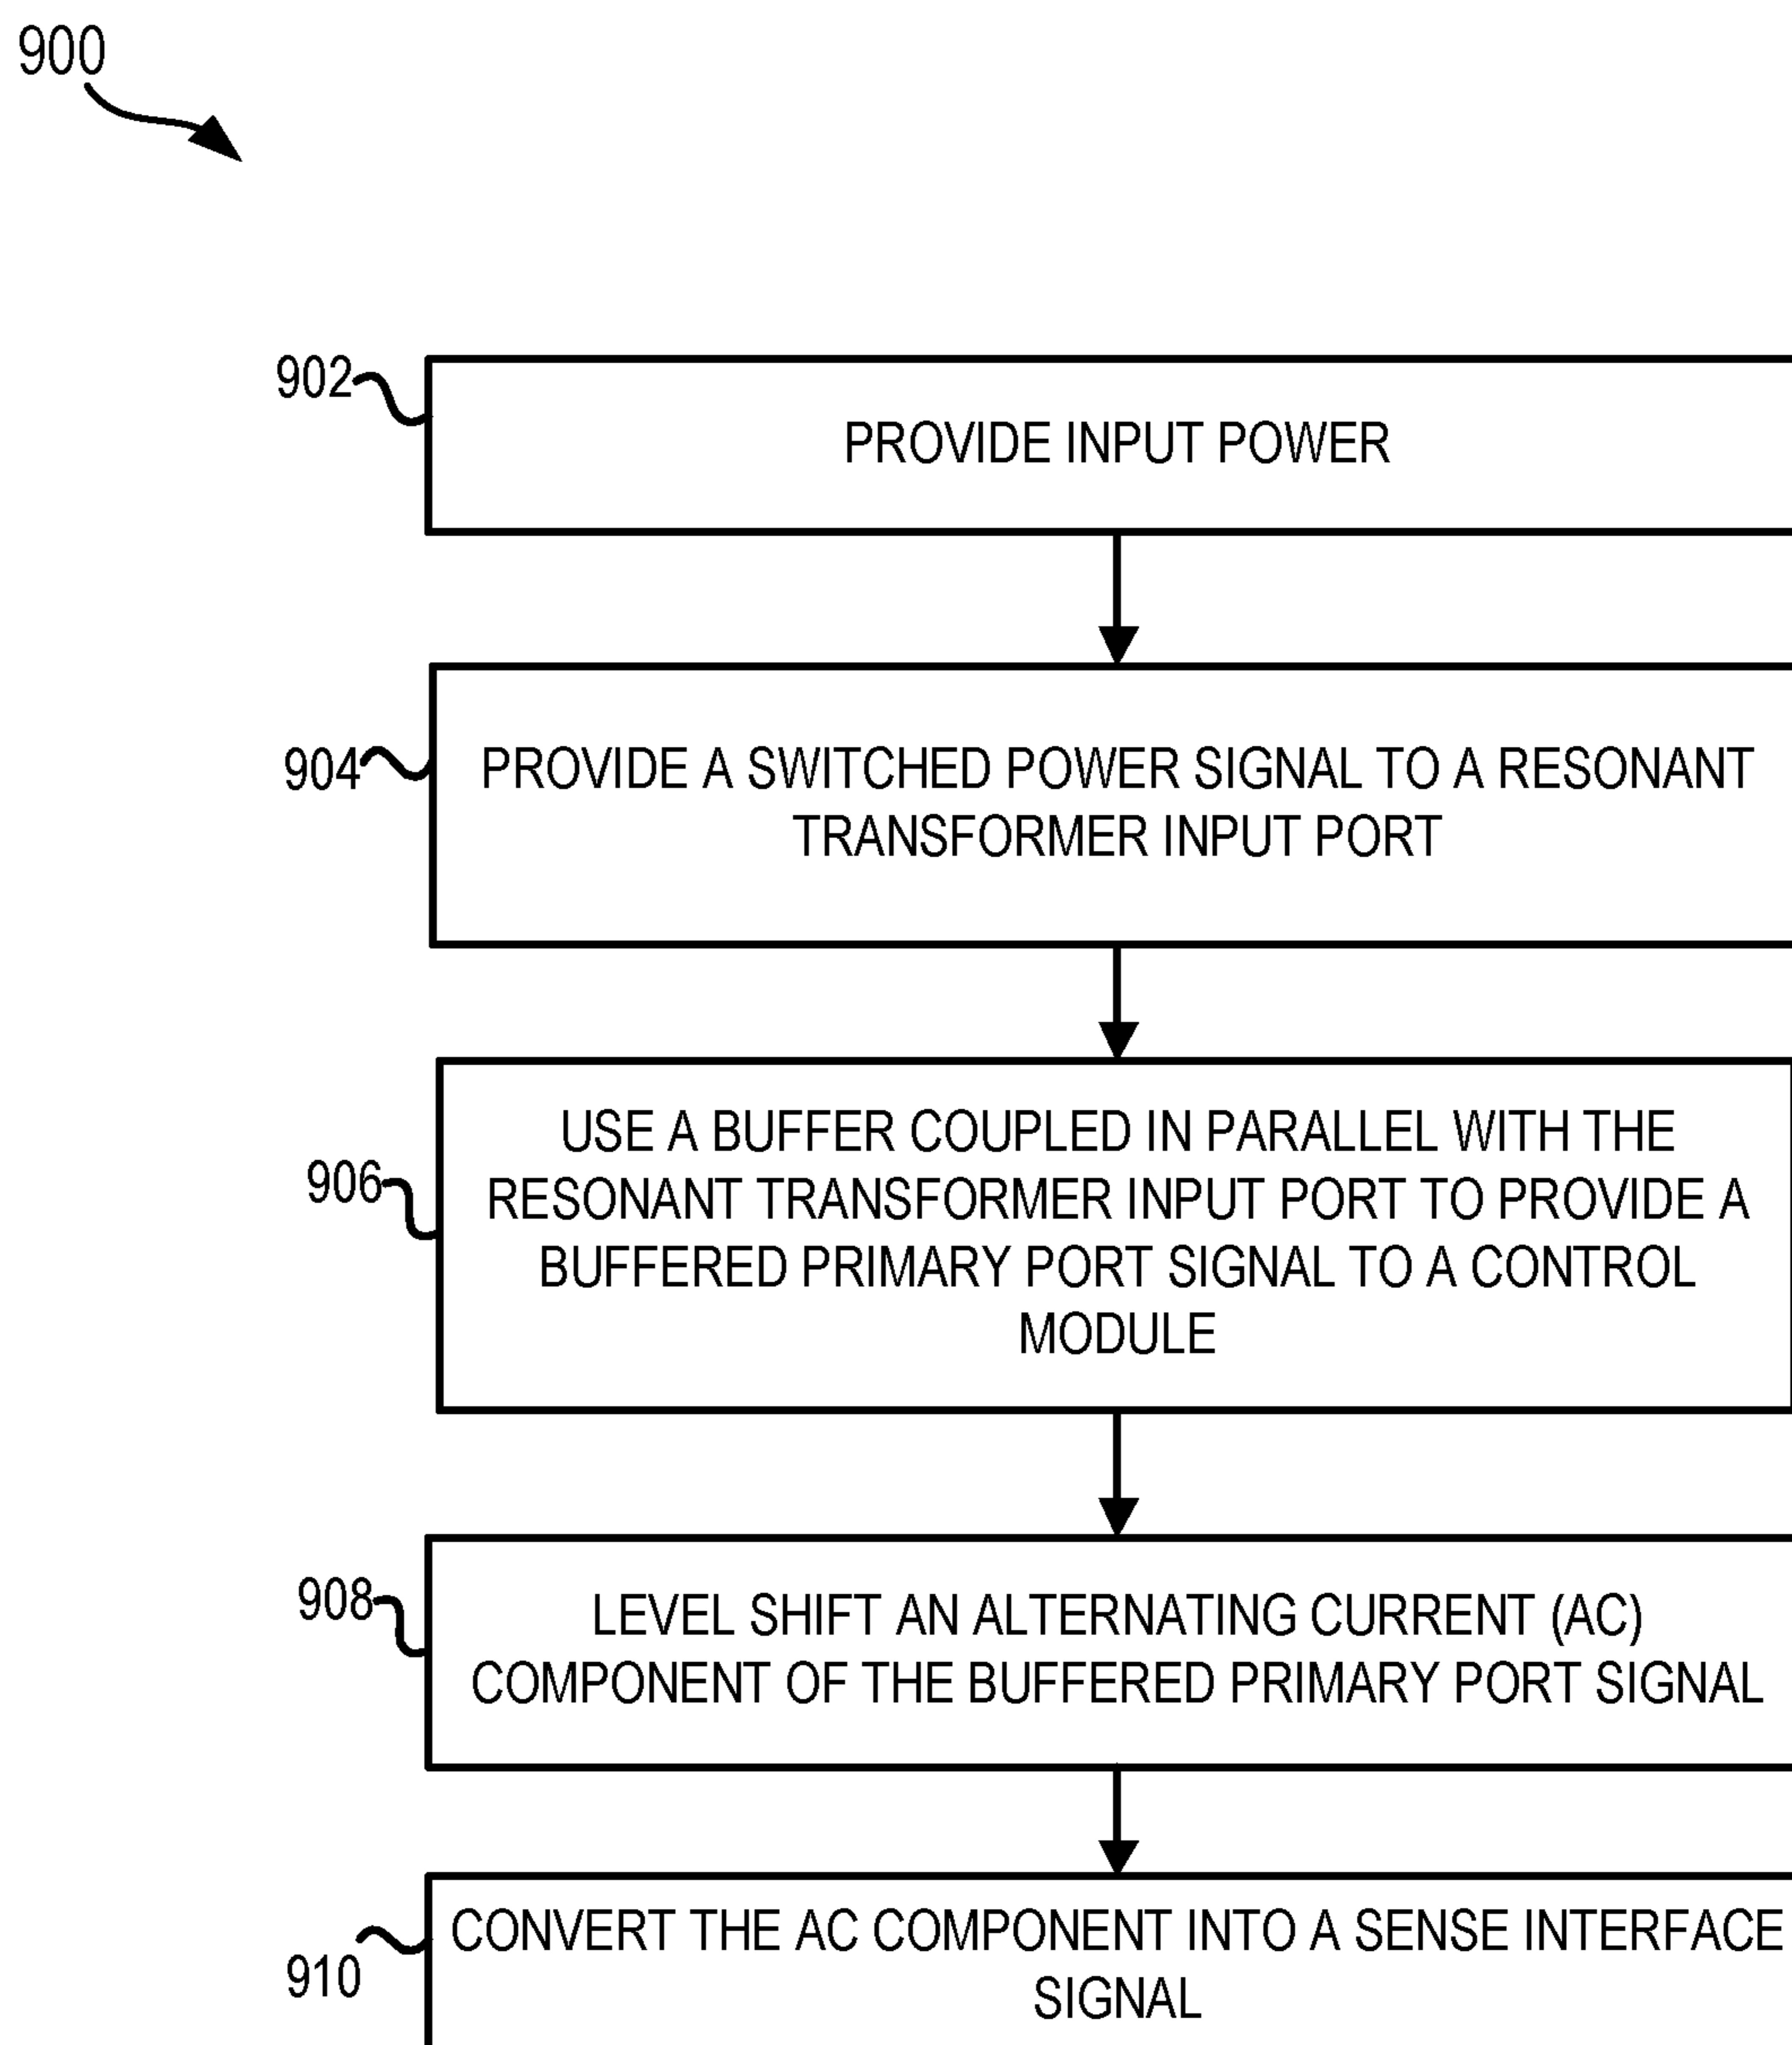 900
902
PROVIDE INPUT POWER
904
PROVIDE A SWITCHED POWER SIGNAL TO A RESONANT
TRANSFORMER INPUT PORT
906
USE A BUFFER COUPLED IN PARALLEL WITH THE
RESONANT TRANSFORMER INPUT PORT TO PROVIDE A
BUFFERED PRIMARY PORT SIGNAL TO A CONTROL
MODULE
908
LEVEL SHIFT AN ALTERNATING CURRENT (AC)
COMPONENT OF THE BUFFERED PRIMARY PORT SIGNAL
910
CONVERT THE AC COMPONENT INTO A SENSE INTERFACE
SIGNAL